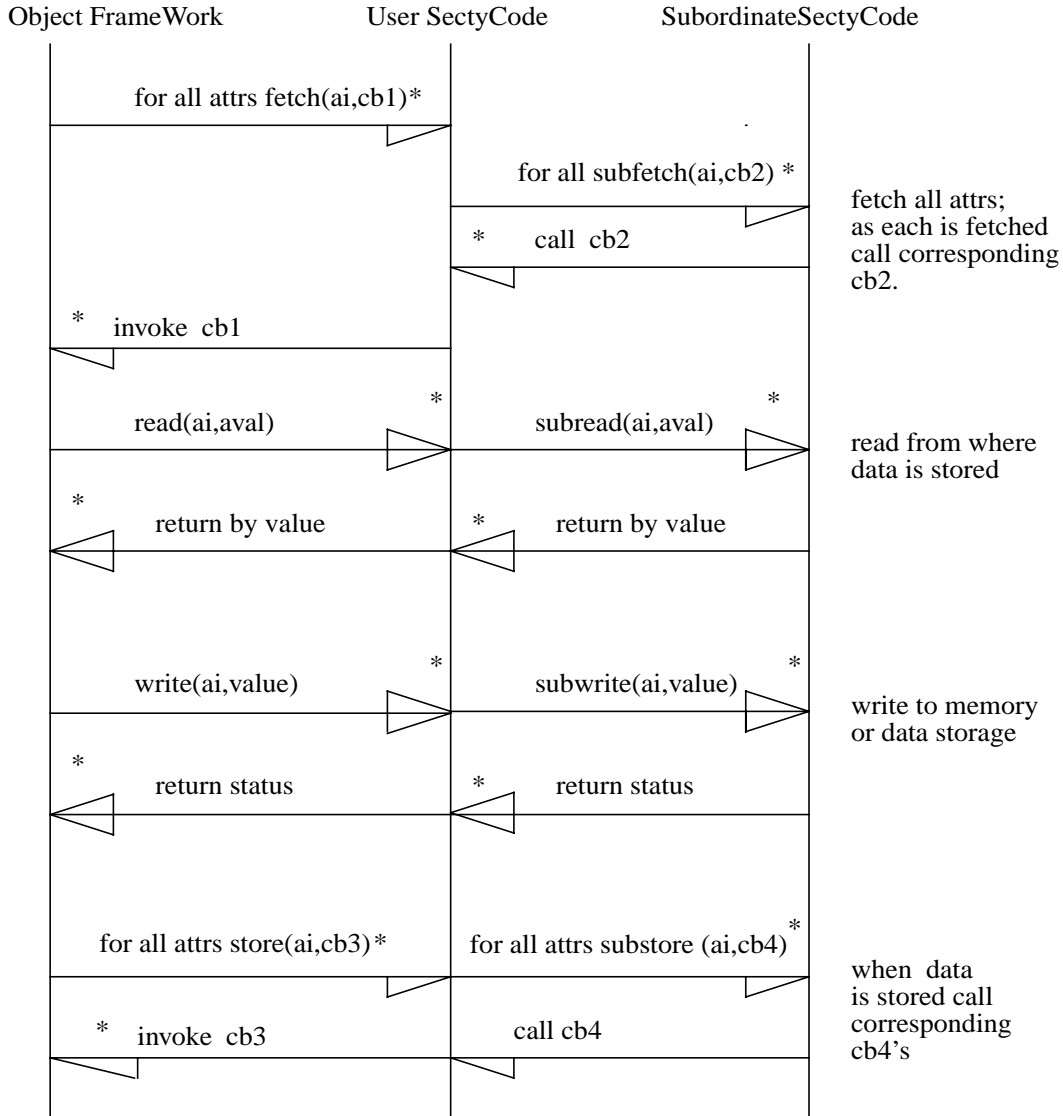 Object FrameWork User SectyCode SubordinateSectyCode
for all attrs fetch(ai,cb1)*
for all subfetch(ai,cb2) *
fetch all attrs;
as each is fetched
call corresponding
cb2.
* call cb2
* invoke cb1
read(ai,aval) *
subread(ai,aval) *
read from where
data is stored
* return by value
* return by value
write(ai,value) *
subwrite(ai,value) *
write to memory
or data storage
* return status
* return status
for all attrs store(ai,cb3)*
for all attrs substore (ai,cb4)*
when data
is stored call
corresponding
cb4's
* invoke cb3
call cb4